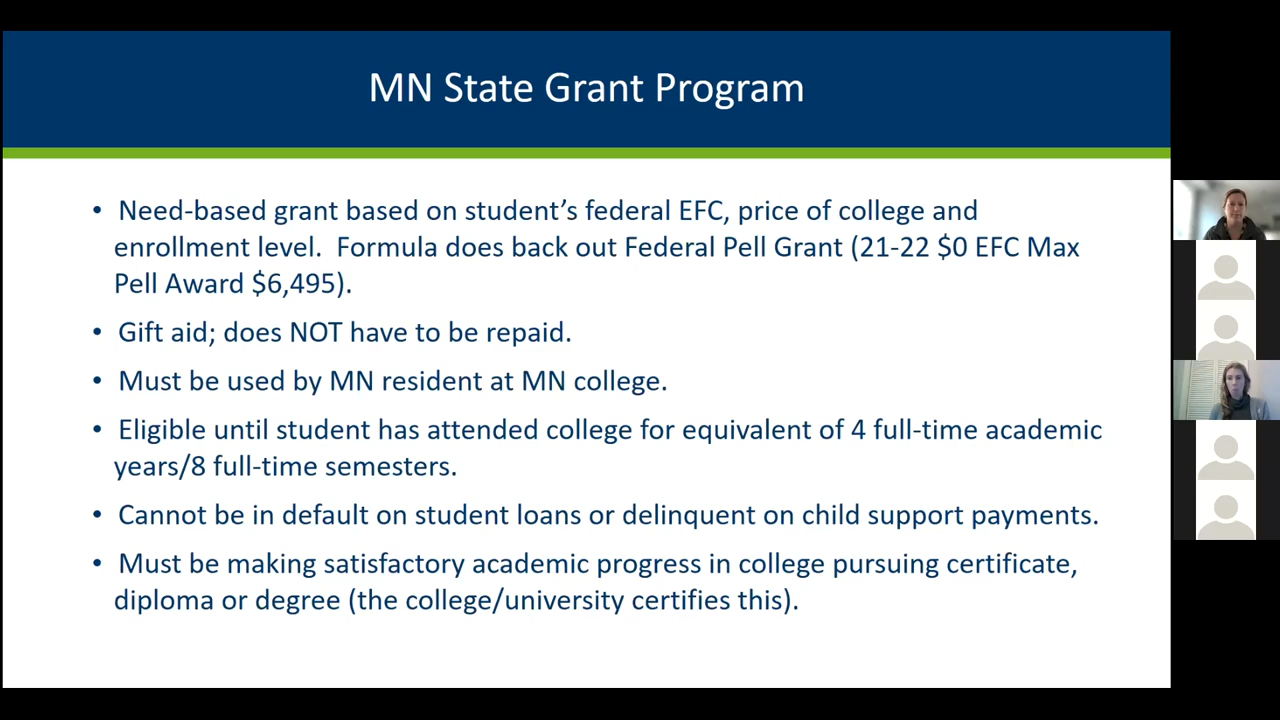 MN State Grant Program
• Need-based grant based on student's federal EFC, price of college and
enrollment level.  Formula does back out Federal Pell Grant (21-22 $0 EFC Max
Pell Award $6,495).
• Gift aid; does NOT have to be repaid.
• Must be used by MN resident at MN college.
• Eligible until student has attended college for equivalent of 4 full-time academic
years/8 full-time semesters.
• Cannot be in default on student loans or delinquent on child support payments.
• Must be making satisfactory academic progress in college pursuing certificate,
diploma or degree (the college/university certifies this).